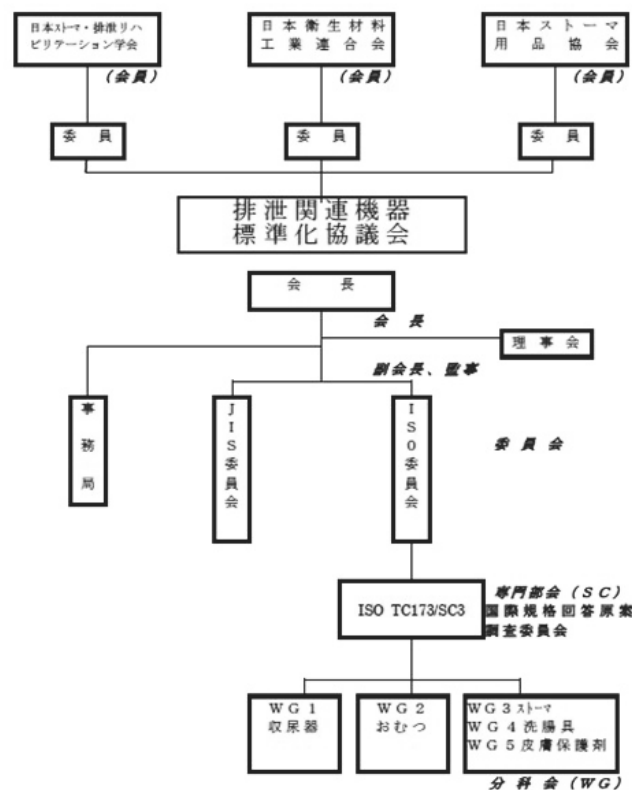 日本ストーマ・排泄リハ
ビリテーション学会
日本衛生材料
工業連合会
日本ストーマ
用品協会
(会員)
(会員)
(会員)
委員
委員
委員
排泄関連機器
標準化協議会
会長
会長
理事会
副会長、監事
事務局
JIS委員会
ISO委員会
委員会
ISO TC173/SC3
専門部会(SC)
国際規格回答原案
調査委員会
WG1
収尿器
WG2
おむつ
WG3ストーマ
WG4洗腸具
WG5皮膚保護剤
分科会(WG)